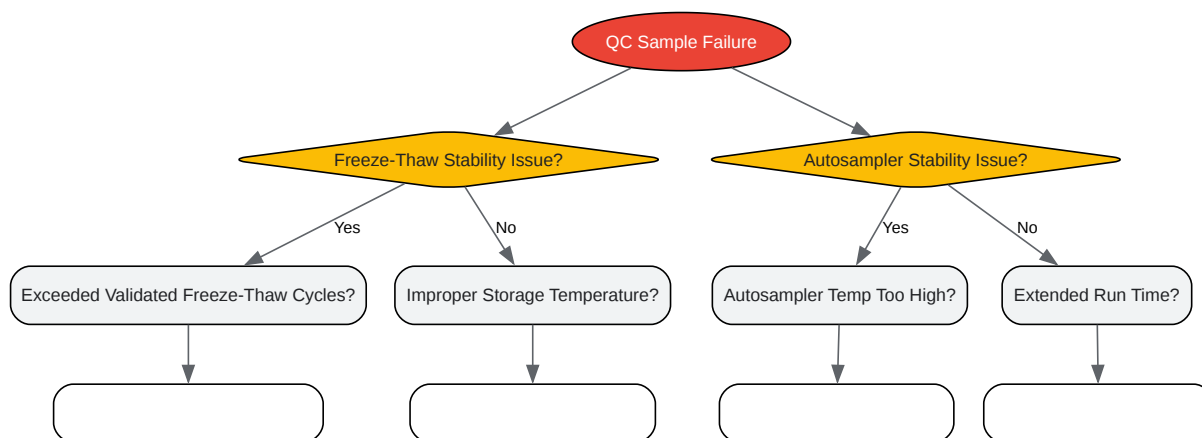 QC Sample Failure
Freeze-Thaw Stability Issue?
Autosampler Stability Issue?
Yes
No
Yes
No
Exceeded Validated Freeze-Thaw Cycles?
Improper Storage Temperature?
Autosampler Temp Too High?
Extended Run Time?